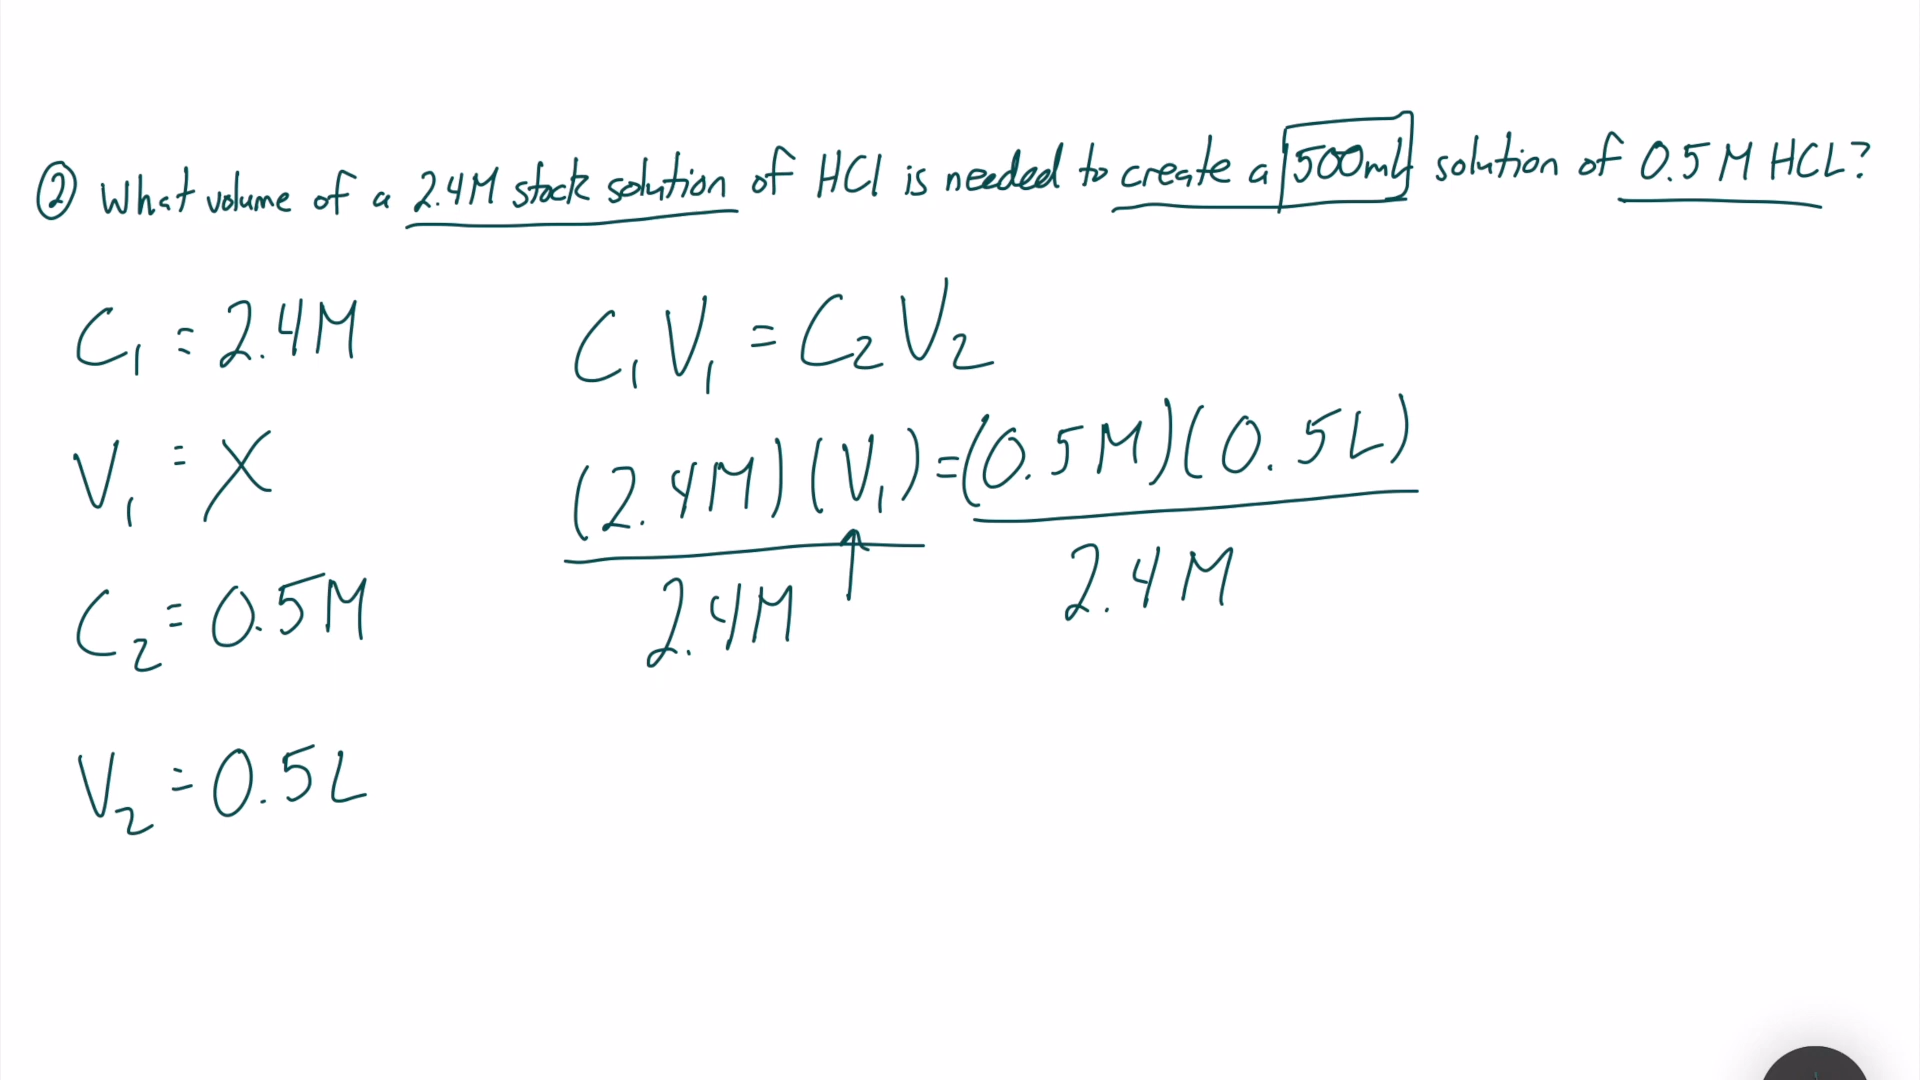 ② What volume of a 2.4M stock solution of HCl is needed to create a 500mL solution of 0.5 M HCL?
C₁ = 2.4M
V₁ = X
C₂ = 0.5M
V₂ = 0.5L
C₁V₁ = C₂V₂
(2.4M)(V₁) = (0.5M)(0.5L)
2.4M 2.4M